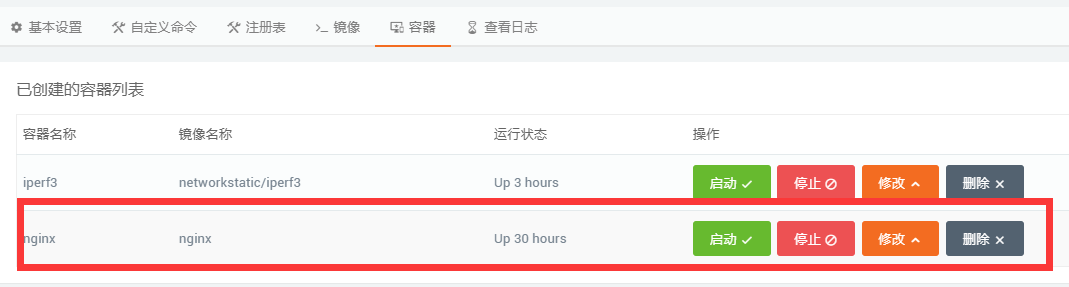 基本设置 自定义命令 注册表 镜像 容器 查看日志
已创建的容器列表
容器名称 镜像名称 运行状态 操作
iperf3 networkstatic/iperf3 Up 3 hours 启动 停止 修改 删除
nginx nginx Up 30 hours 启动 停止 修改 删除